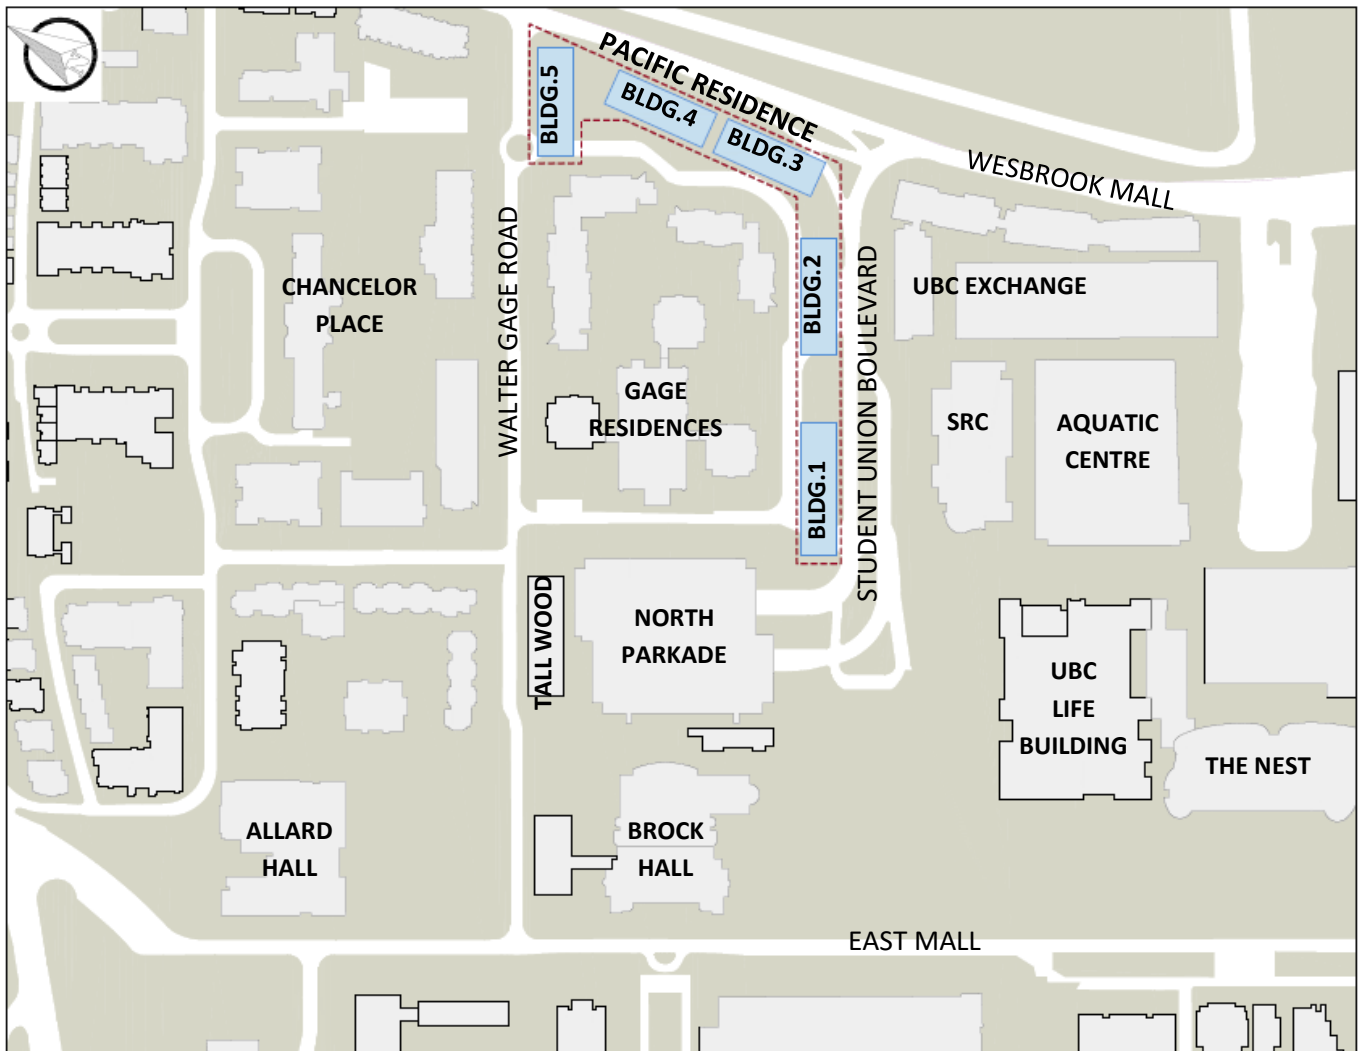 PACIFIC RESIDENCE
BLDG.5
BLDG.4
BLDG.3
WESBROOK MALL
WALTER GAGE ROAD
BLDG.2
STUDENT UNION BOULEVARD
UBC EXCHANGE
CHANCELOR
PLACE
GAGE
RESIDENCES
SRC
AQUATIC
CENTRE
BLDG.1
TALL WOOD
NORTH
PARKADE
UBC
LIFE
BUILDING
THE NEST
ALLARD
HALL
BROCK
HALL
EAST MALL